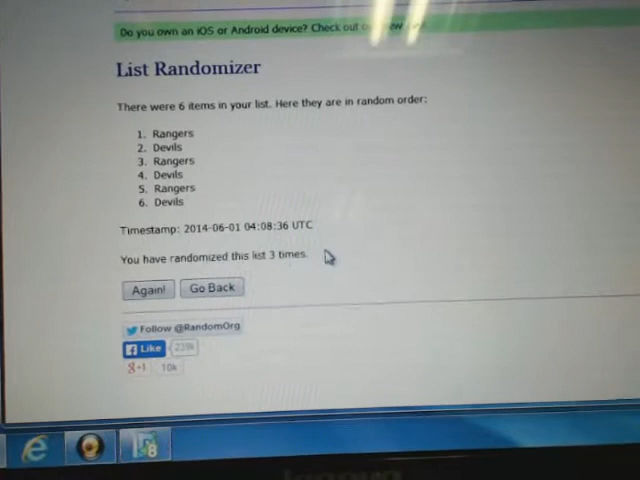 Do you own an iOS or Android device? Check out our new
List Randomizer
There were 6 items in your list. Here they are in random order:
1. Rangers
2. Devils
3. Rangers
4. Devils
5. Rangers
6. Devils
Timestamp: 2014-06-01 04:08:36 UTC
You have randomized this list 3 times.
Again! Go Back
Follow @RandomOrg
Like 239k
g+1 10k
8
lenovo